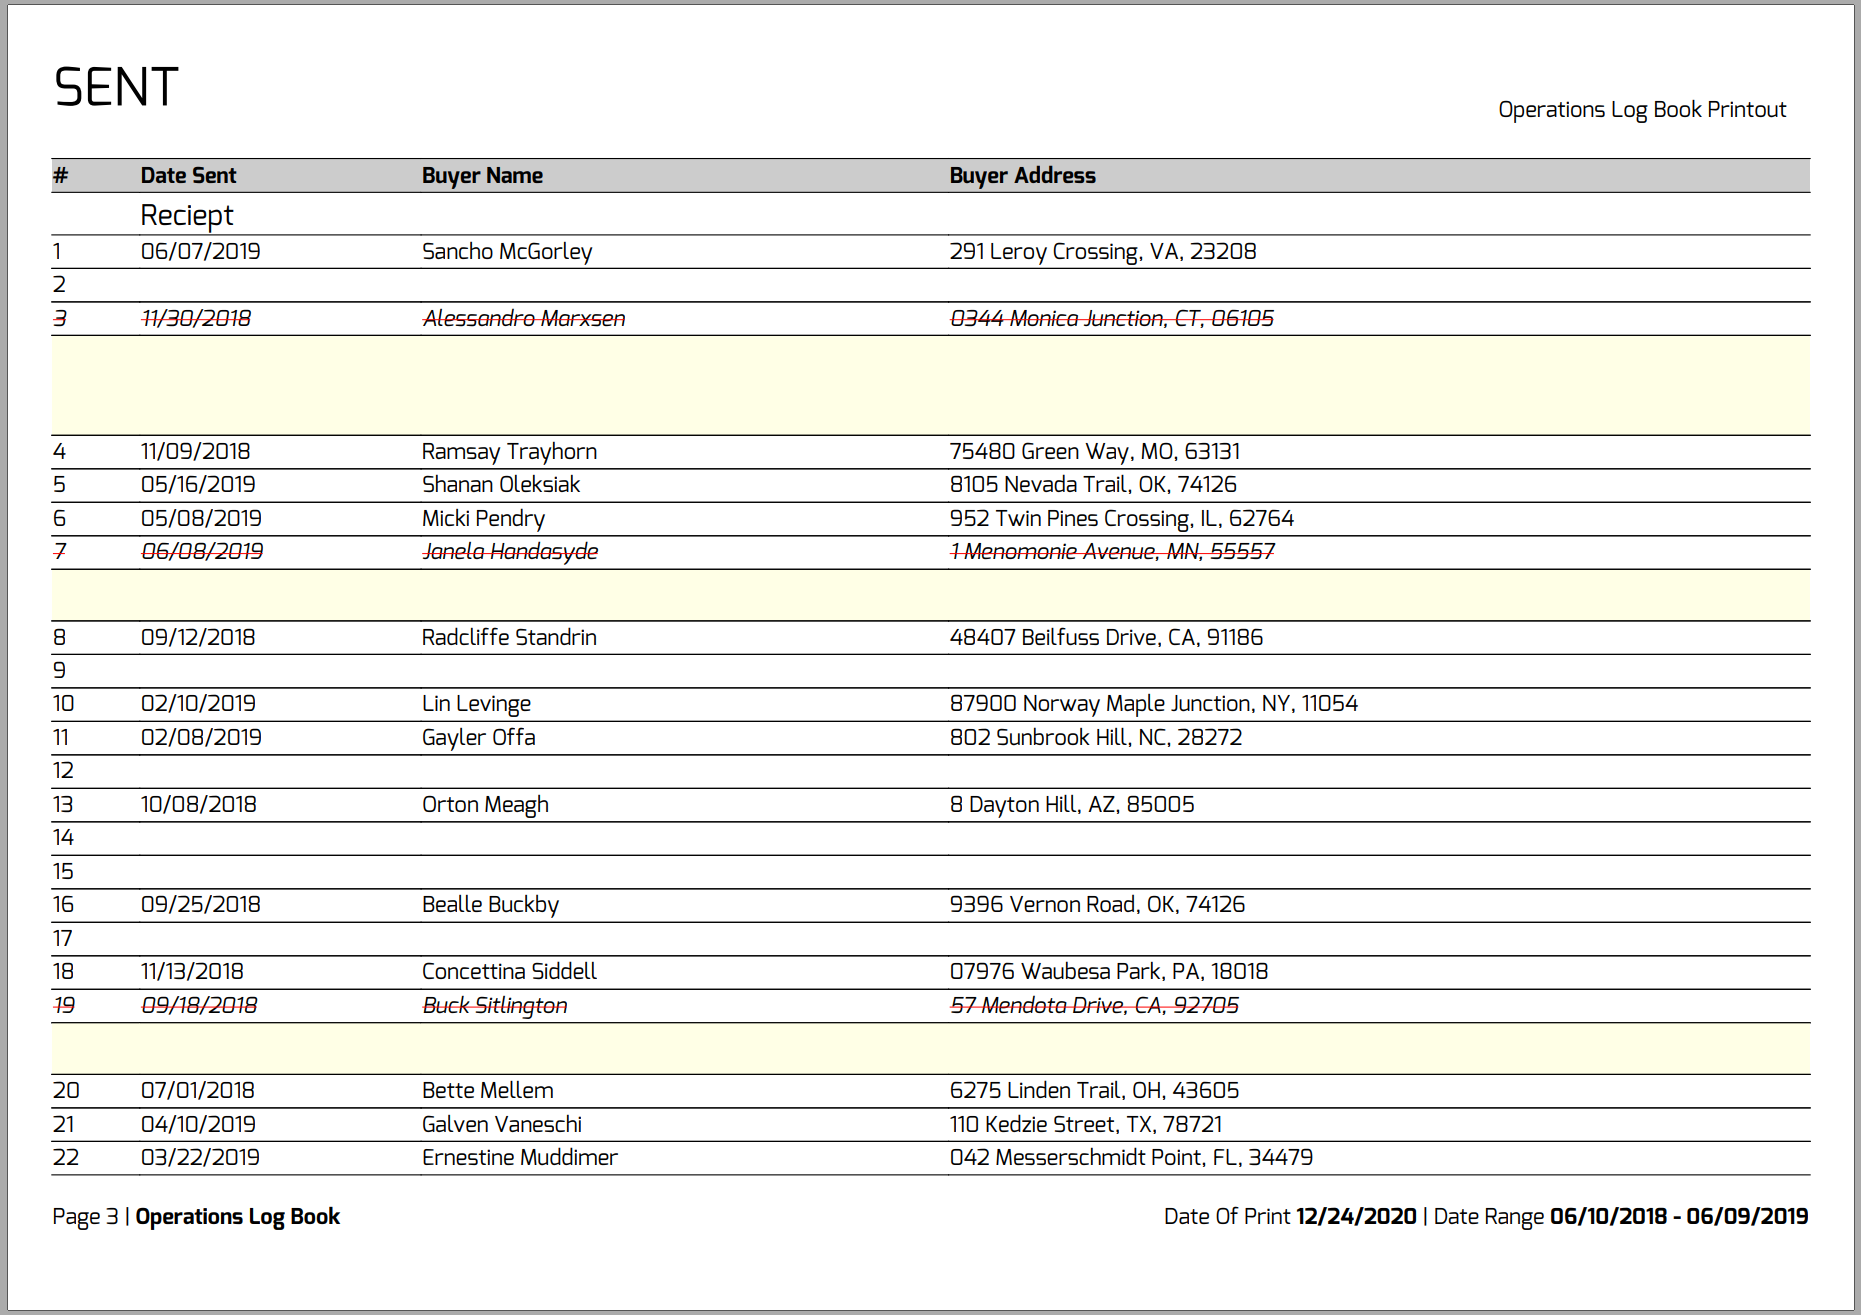 SENT
Operations Log Book Printout
# Date Sent Buyer Name Buyer Address
Reciept
1 06/07/2019 Sancho McGorley 291 Leroy Crossing, VA, 23208
2
3 11/30/2018 Alessandro Marxsen 0344 Monica Junction, CT, 06105
4 11/09/2018 Ramsay Trayhorn 75480 Green Way, MO, 63131
5 05/16/2019 Shanan Oleksiak 8105 Nevada Trail, OK, 74126
6 05/08/2019 Micki Pendry 952 Twin Pines Crossing, IL, 62764
7 06/08/2019 Janela Handasyde 1 Menomonie Avenue, MN, 55557
8 09/12/2018 Radcliffe Standrin 48407 Beilfuss Drive, CA, 91186
9
10 02/10/2019 Lin Levinge 87900 Norway Maple Junction, NY, 11054
11 02/08/2019 Gayler Offa 802 Sunbrook Hill, NC, 28272
12
13 10/08/2018 Orton Meagh 8 Dayton Hill, AZ, 85005
14
15
16 09/25/2018 Bealle Buckby 9396 Vernon Road, OK, 74126
17
18 11/13/2018 Concettina Siddell 07976 Waubesa Park, PA, 18018
19 09/18/2018 Buck Sitlington 57 Mendota Drive, CA, 92705
20 07/01/2018 Bette Mellem 6275 Linden Trail, OH, 43605
21 04/10/2019 Galven Vaneschi 110 Kedzie Street, TX, 78721
22 03/22/2019 Ernestine Muddimer 042 Messerschmidt Point, FL, 34479
Page 3 | Operations Log Book Date Of Print 12/24/2020 | Date Range 06/10/2018 - 06/09/2019